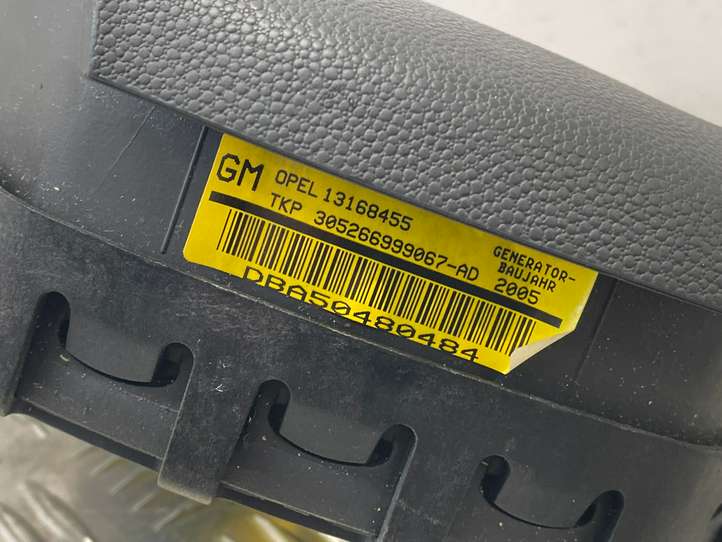 GM OPEL 13168455
TKP 305266999067-AD
GENERATOR-
BAUJAHR
2005
DBA50480484